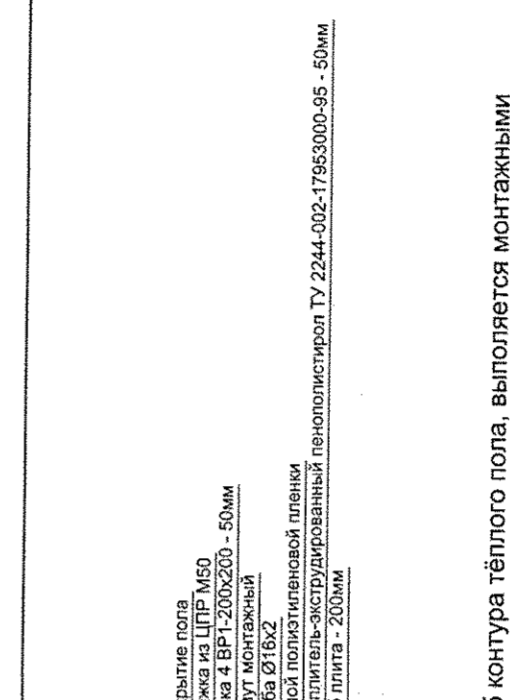 рытие пола
жка из ЦПР М50
ка 4 ВР1-200х200 - 50мм
ут монтажный
ба Ø16х2
ой полиэтиленовой пленки
плитель-экструдированный пенополистирол ТУ 2244-002-17953000-95 - 50мм
плита - 200мм
контура тёплого пола, выполяется монтажными